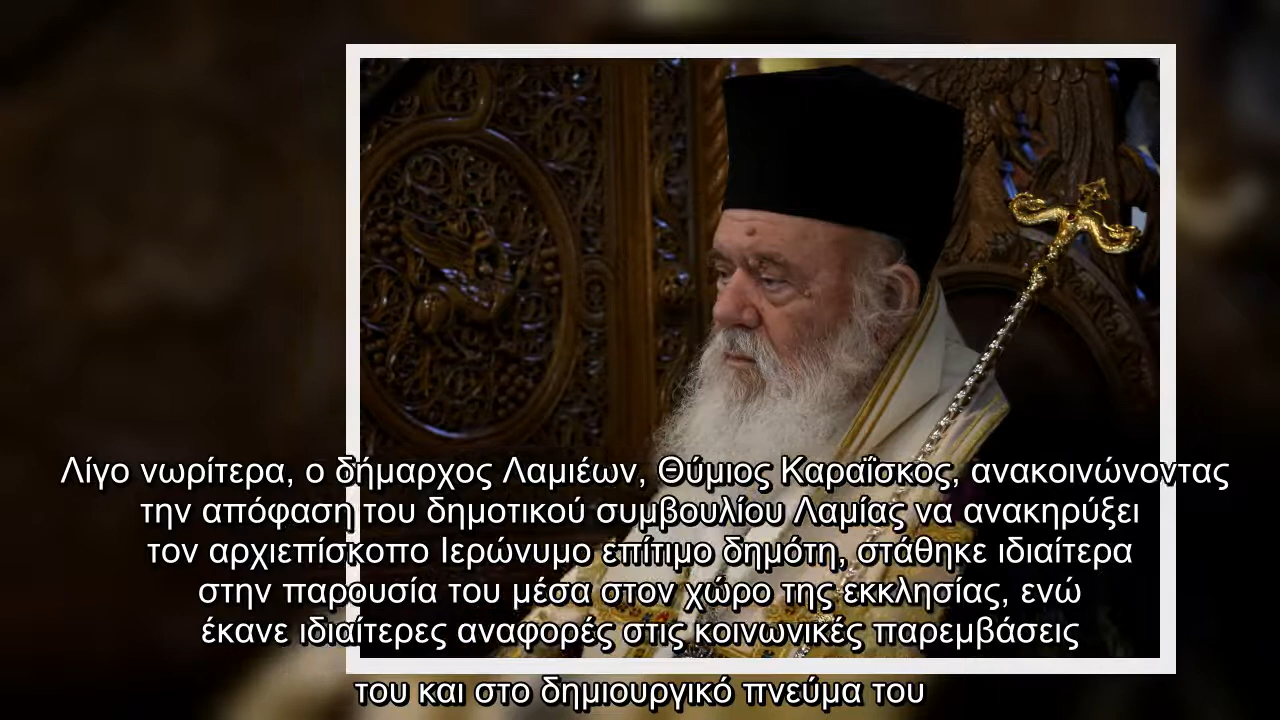 Λίγο νωρίτερα, ο δήμαρχος Λαμιέων, Θύμιος Καραΐσκος, ανακοινώνοντας
την απόφαση του δημοτικού συμβουλίου Λαμίας να ανακηρύξει
τον αρχιεπίσκοπο Ιερώνυμο επίτιμο δημότη, στάθηκε ιδιαίτερα
στην παρουσία του μέσα στον χώρο της εκκλησίας, ενώ
έκανε ιδιαίτερες αναφορές στις κοινωνικές παρεμβάσεις
του και στο δημιουργικό πνεύμα του